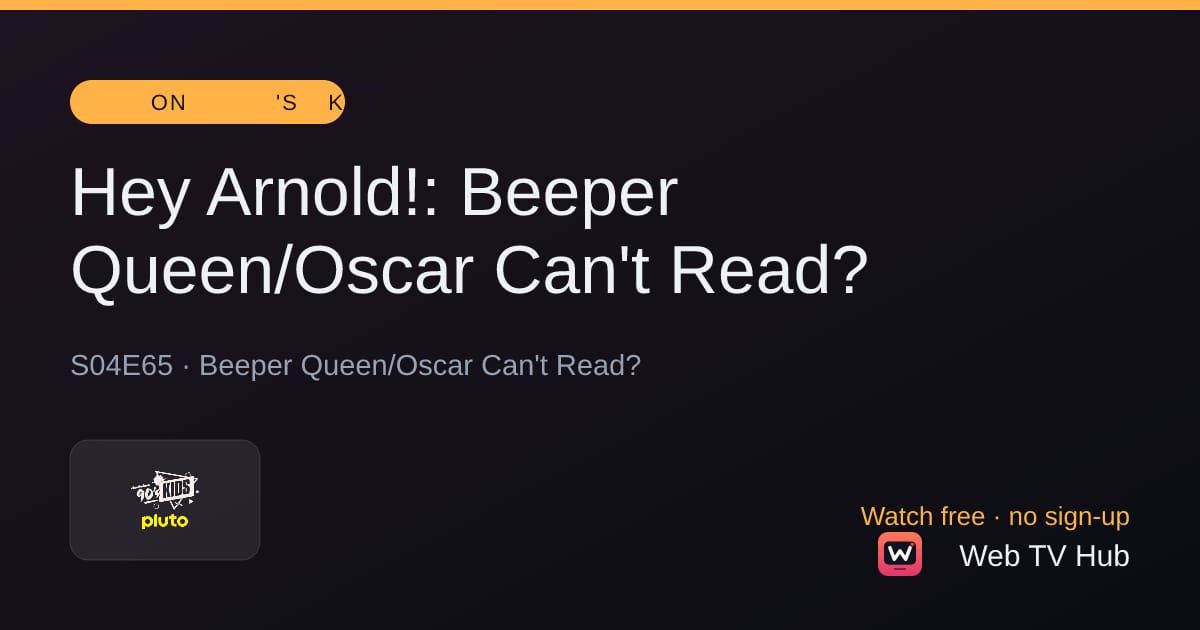 ON 'S K
Hey Arnold!: Beeper
Queen/Oscar Can't Read?
S04E65 · Beeper Queen/Oscar Can't Read?
90's KIDS
pluto
Watch free · no sign-up
W
Web TV Hub